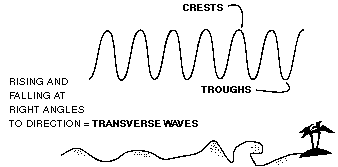 CRESTS
TROUGHS
RISING AND
FALLING AT
RIGHT ANGLES
TO DIRECTION = TRANSVERSE WAVES